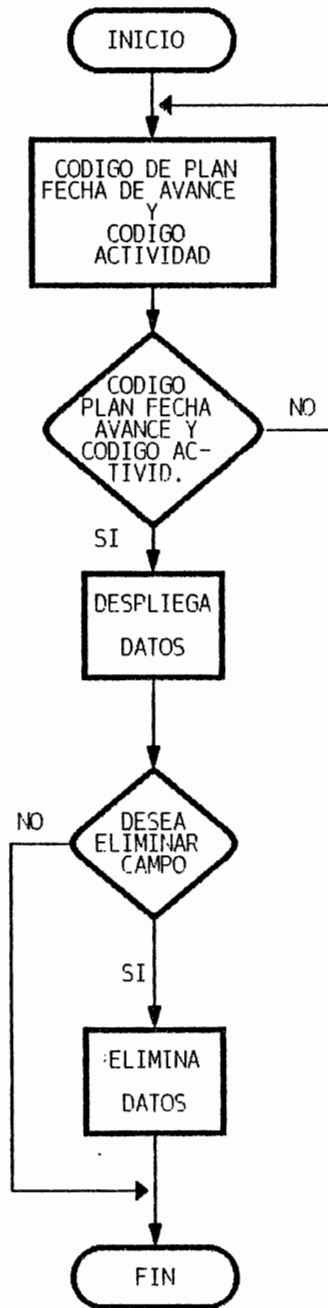 INICIO
CODIGO DE PLAN
FECHA DE AVANCE
Y
CODIGO
ACTIVIDAD
CODIGO
PLAN FECHA
AVANCE Y
CODIGO AC-
TIVID.
NO
SI
DESPLIEGA
DATOS
NO
DESEA
ELIMINAR
CAMPO
SI
ELIMINA
DATOS
FIN